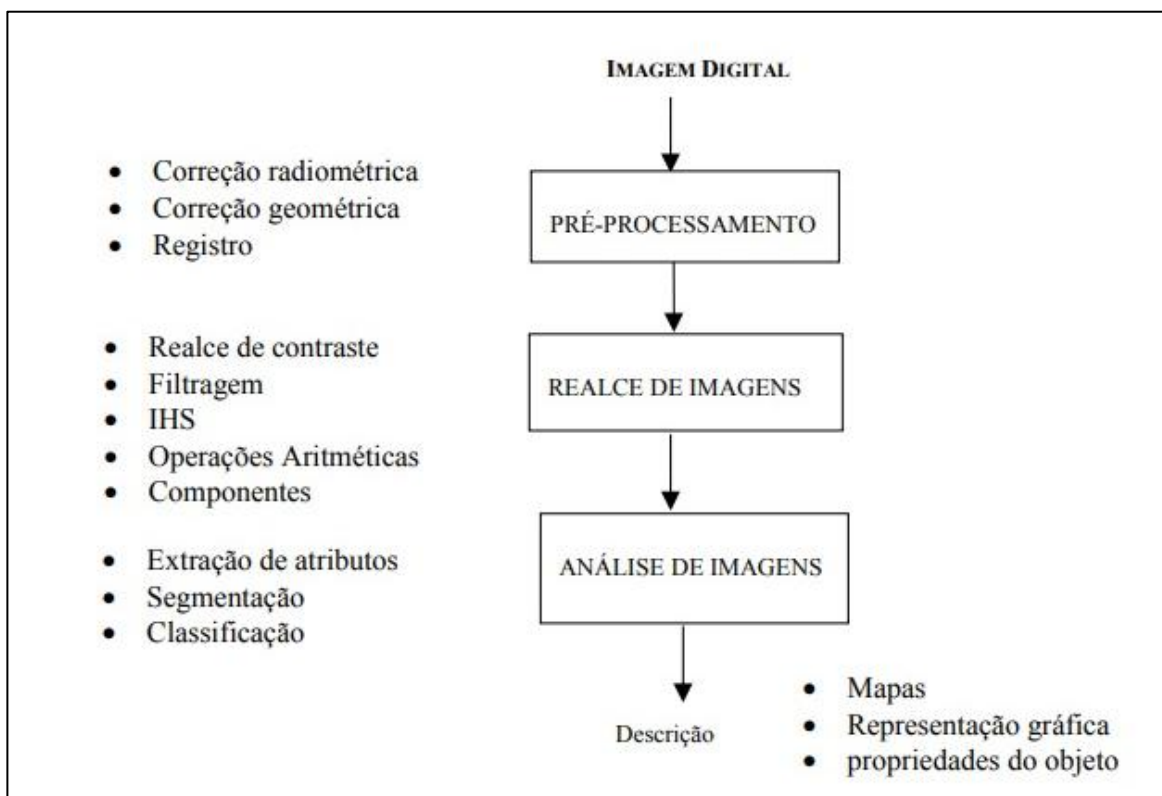 IMAGEM DIGITAL
• Correção radiométrica
• Correção geométrica
• Registro
PRÉ-PROCESSAMENTO
• Realce de contraste
• Filtragem
• IHS
• Operações Aritméticas
• Componentes
REALCE DE IMAGENS
• Extração de atributos
• Segmentação
• Classificação
ANÁLISE DE IMAGENS
Descrição
• Mapas
• Representação gráfica
• propriedades do objeto